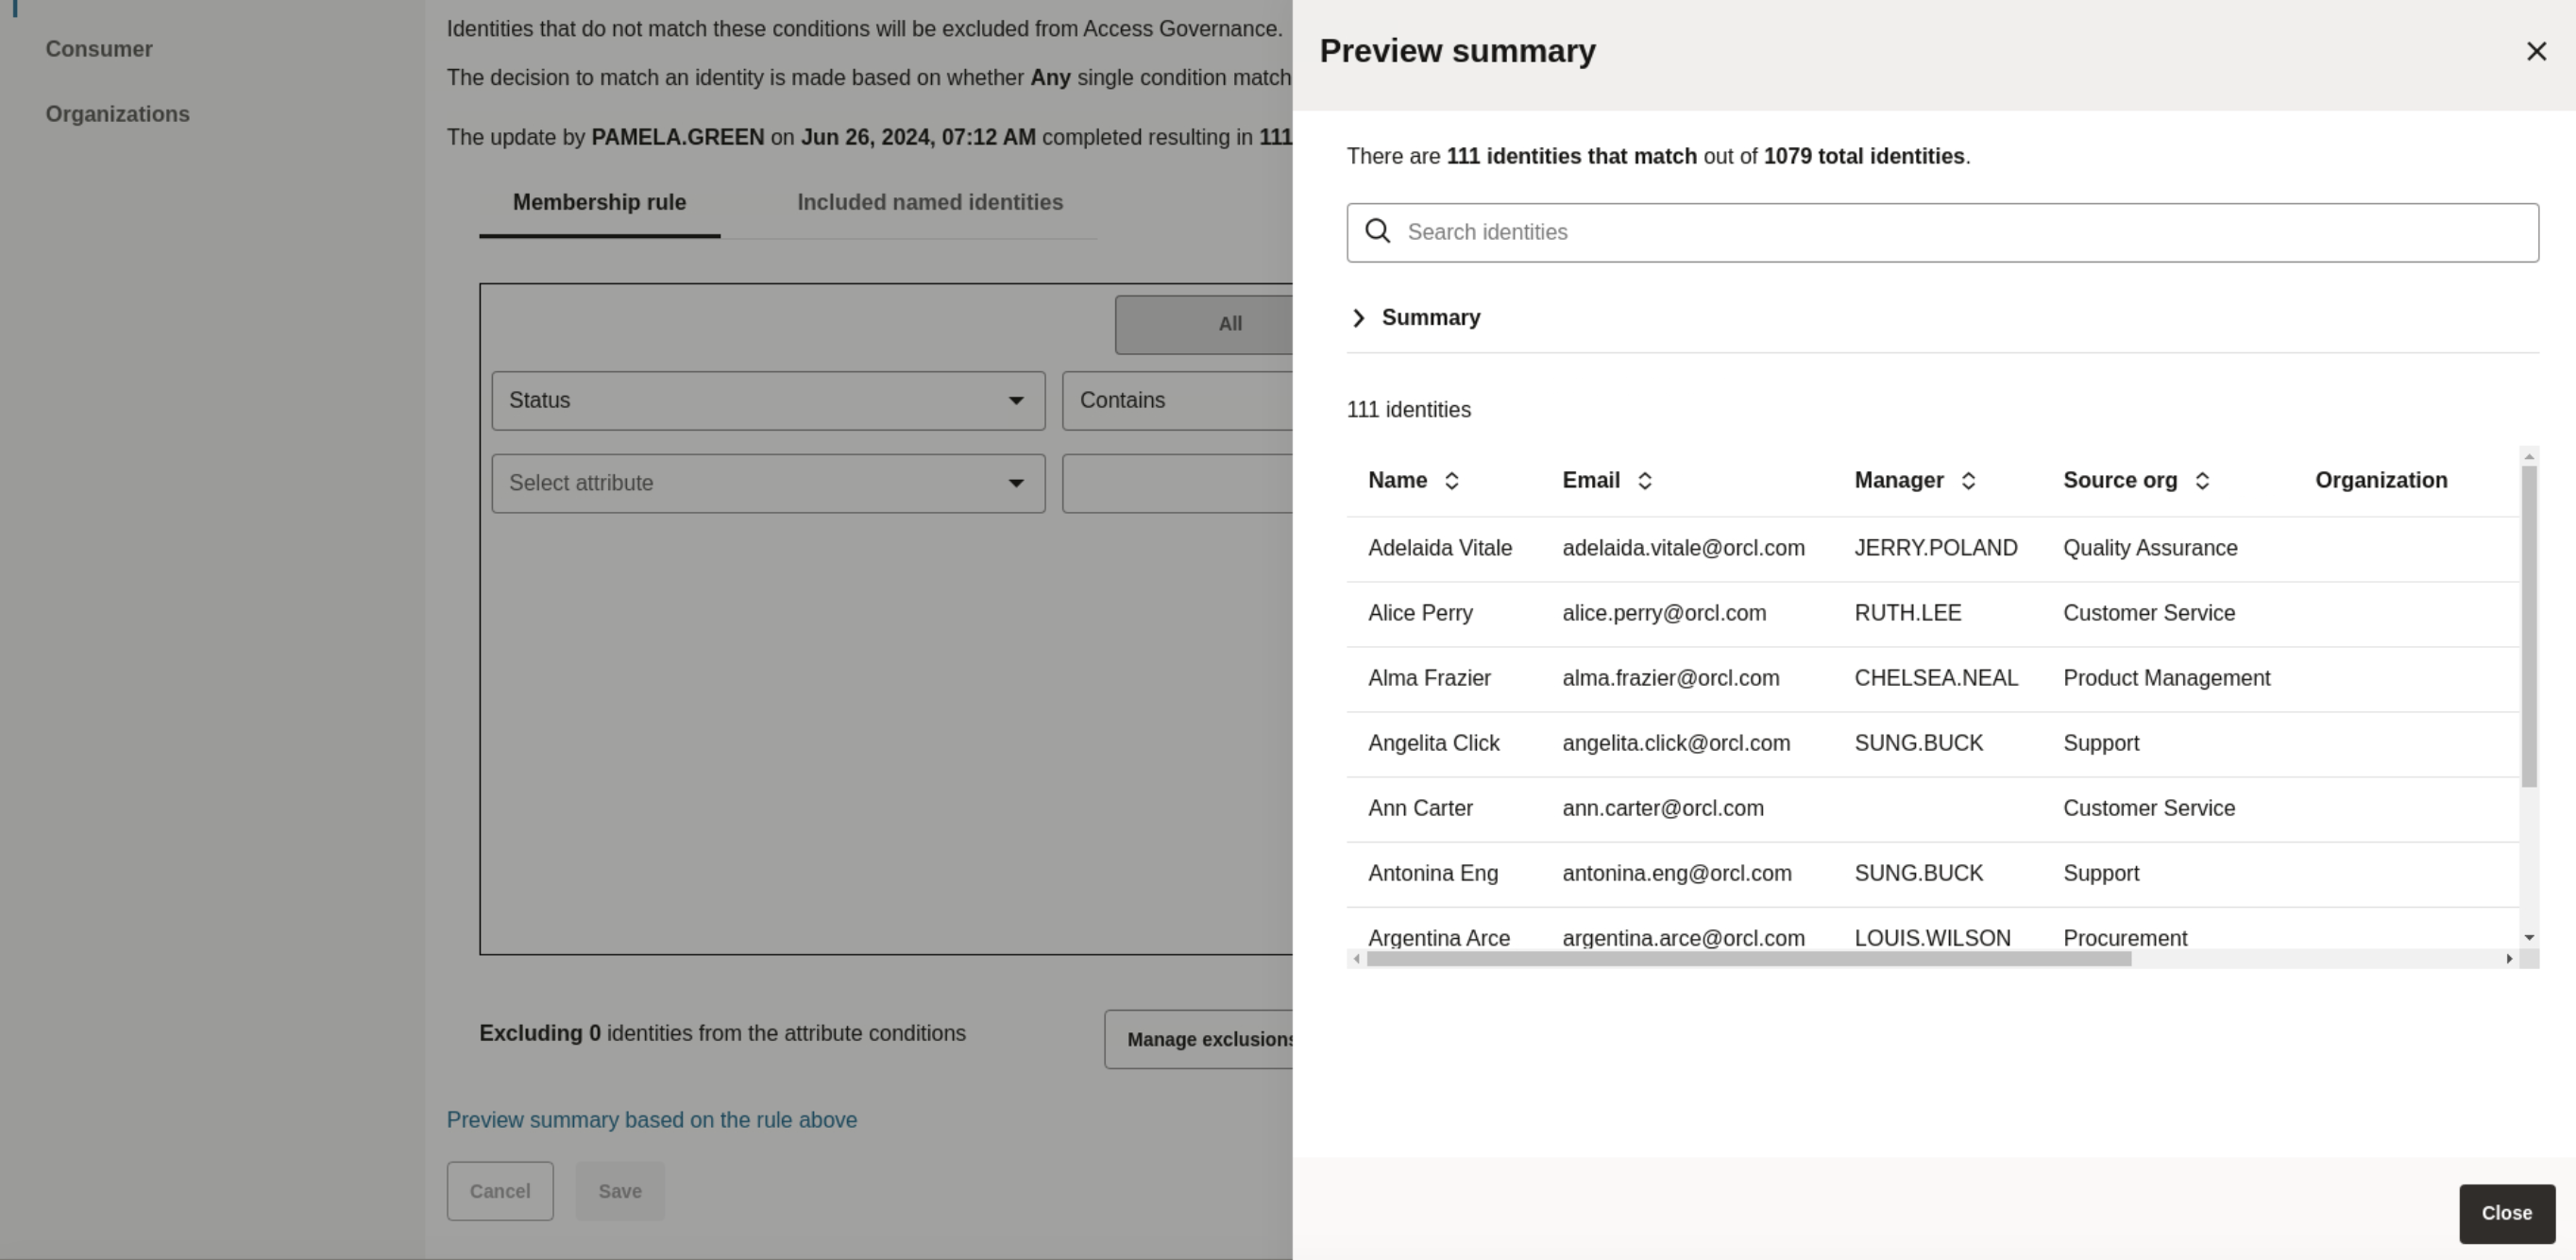 Consumer
Organizations
Identities that do not match these conditions will be excluded from Access Governance.
The decision to match an identity is made based on whether Any single condition match
The update by PAMELA.GREEN on Jun 26, 2024, 07:12 AM completed resulting in 111
Membership rule Included named identities
All
Status Contains
Select attribute
Excluding 0 identities from the attribute conditions
Manage exclusions
Preview summary based on the rule above
Cancel Save
Preview summary
There are 111 identities that match out of 1079 total identities.
Search identities
Summary
111 identities
Name Email Manager Source org Organization
Adelaida Vitale adelaida.vitale@orcl.com JERRY.POLAND Quality Assurance
Alice Perry alice.perry@orcl.com RUTH.LEE Customer Service
Alma Frazier alma.frazier@orcl.com CHELSEA.NEAL Product Management
Angelita Click angelita.click@orcl.com SUNG.BUCK Support
Ann Carter ann.carter@orcl.com Customer Service
Antonina Eng antonina.eng@orcl.com SUNG.BUCK Support
Argentina Arce argentina.arce@orcl.com LOUIS.WILSON Procurement
Close